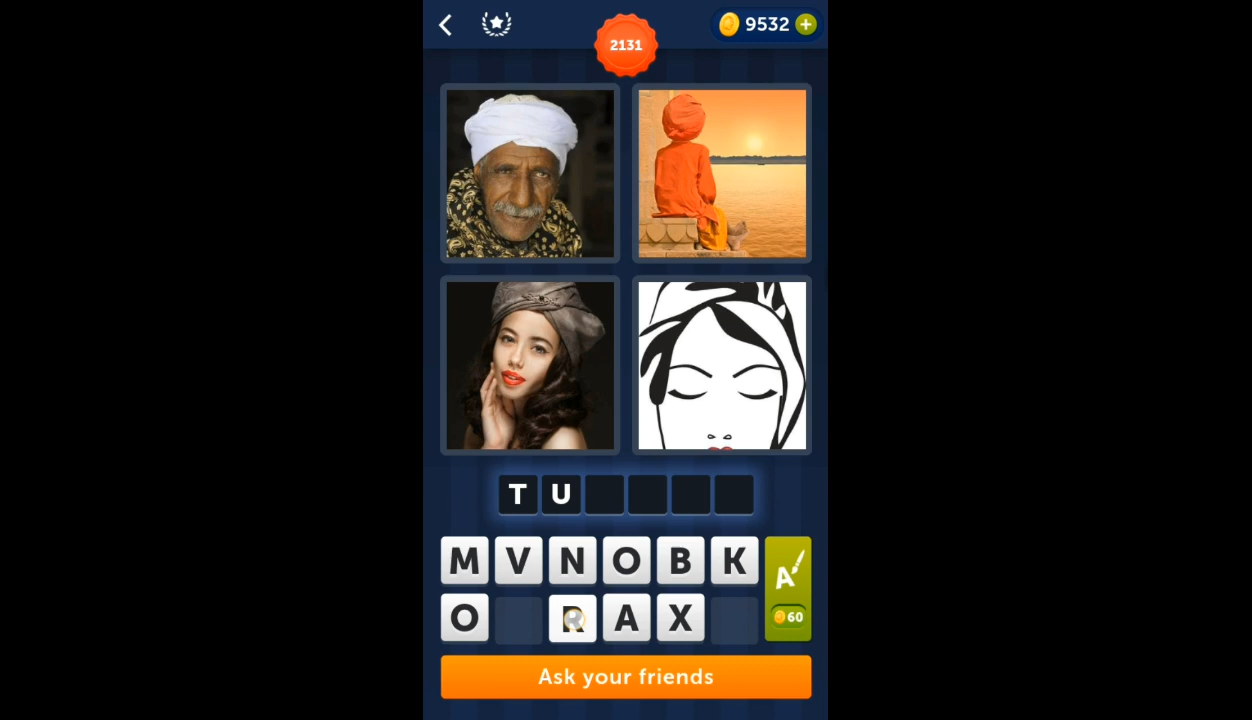 9532 +
2131
T U
M V N O B K
A
O R A X
60
Ask your friends